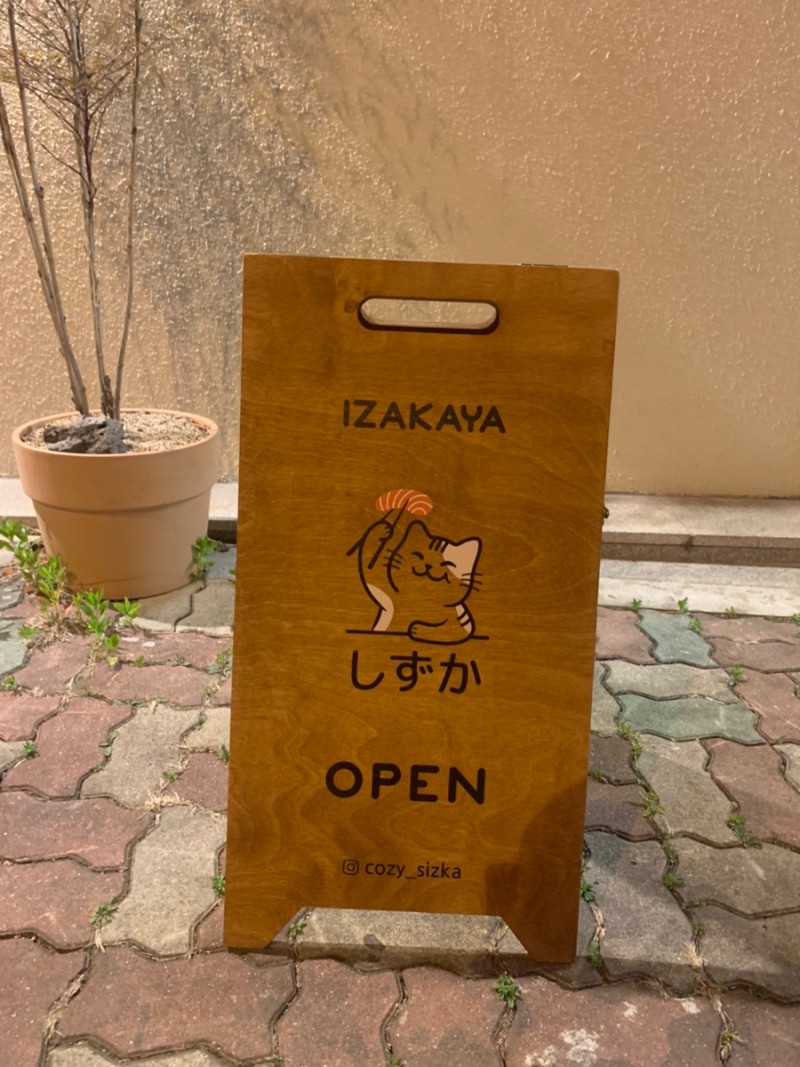 IZAKAYA
しずか
OPEN
cozy_sizka